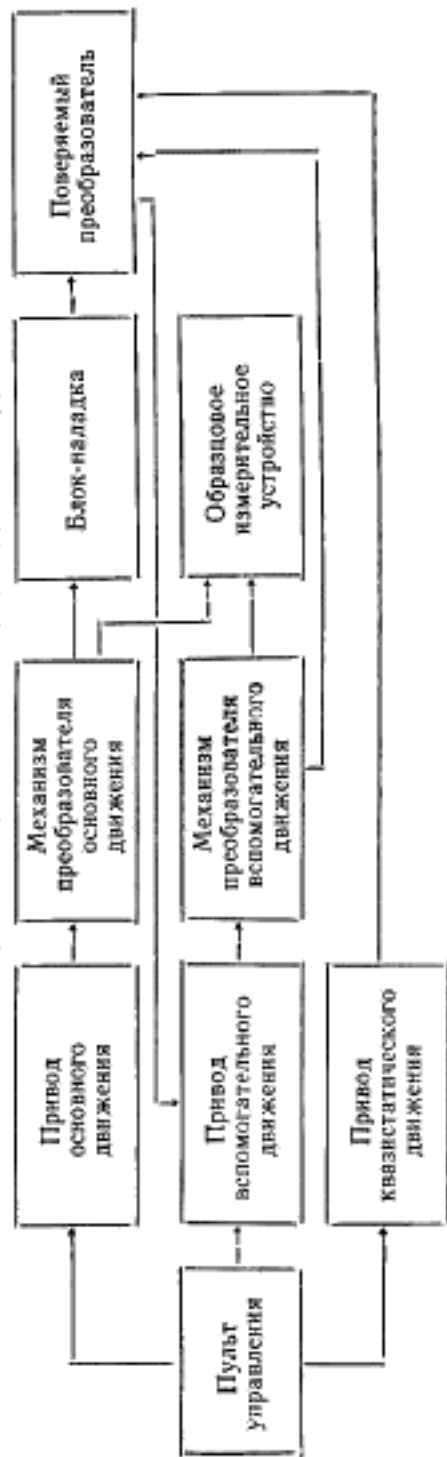 Пульт
управления
Привод
основного
движения
Механизм
преобразователя
основного
движения
Блок-наладка
Поверяемый
преобразователь
Привод
вспомогательного
движения
Механизм
преобразователя
вспомогательного
движения
Образцовое
измерительное
устройство
Привод
квазистатического
движения